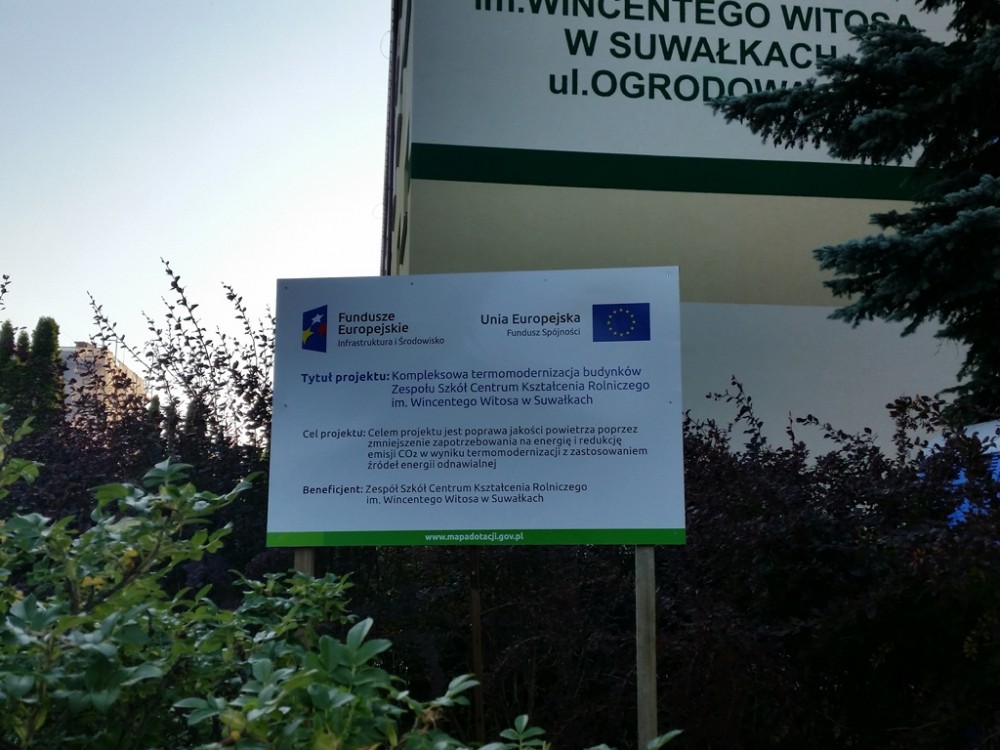 im.WINCENTEGO WITOSA
W SUWAŁKACH
ul.OGRODOWA
Fundusze
Europejskie
Infrastruktura i Środowisko
Unia Europejska
Fundusz Spójności
Tytuł projektu: Kompleksowa termomodernizacja budynków
Zespołu Szkół Centrum Kształcenia Rolniczego
im. Wincentego Witosa w Suwałkach
Cel projektu: Celem projektu jest poprawa jakości powietrza poprzez
zmniejszenie zapotrzebowania na energię i redukcję
emisji CO₂ w wyniku termomodernizacji z zastosowaniem
źródeł energii odnawialnej
Beneficjent: Zespół Szkół Centrum Kształcenia Rolniczego
im. Wincentego Witosa w Suwałkach
www.mapadotacji.gov.pl